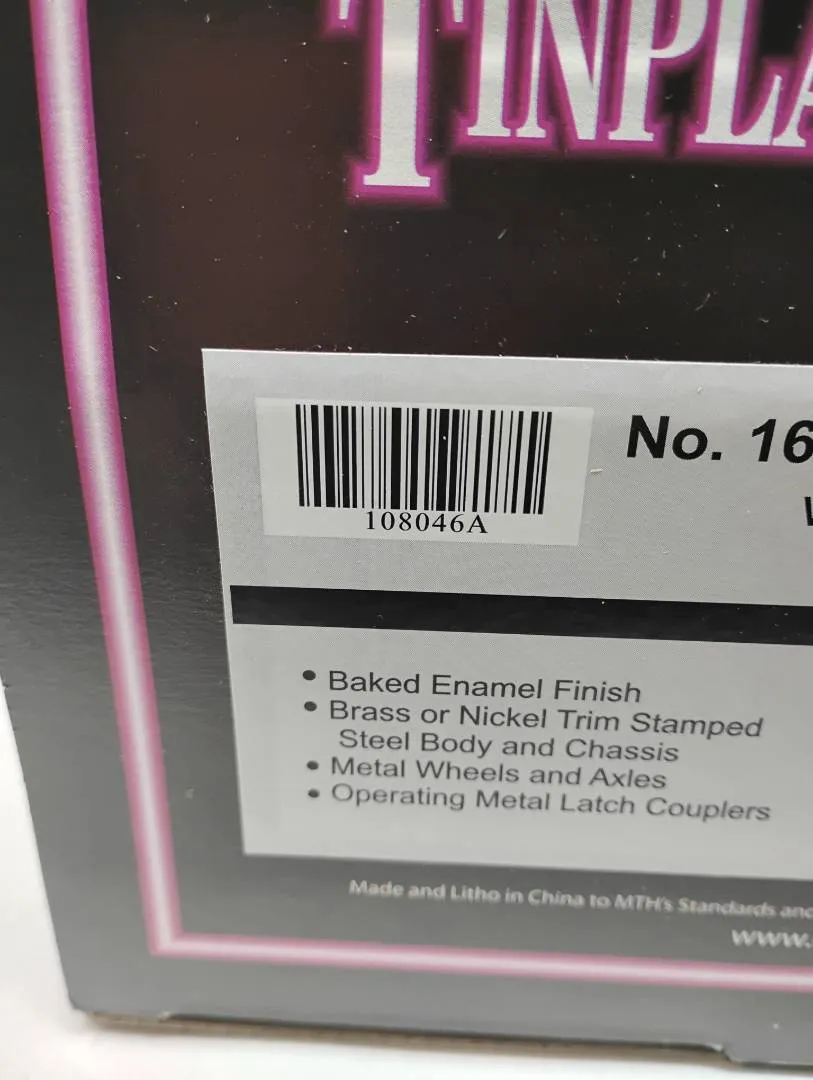 TINPLA
No. 16
108046A
• Baked Enamel Finish
• Brass or Nickel Trim Stamped
Steel Body and Chassis
• Metal Wheels and Axles
• Operating Metal Latch Couplers
Made and Litho in China to MTH's Standards and
www.